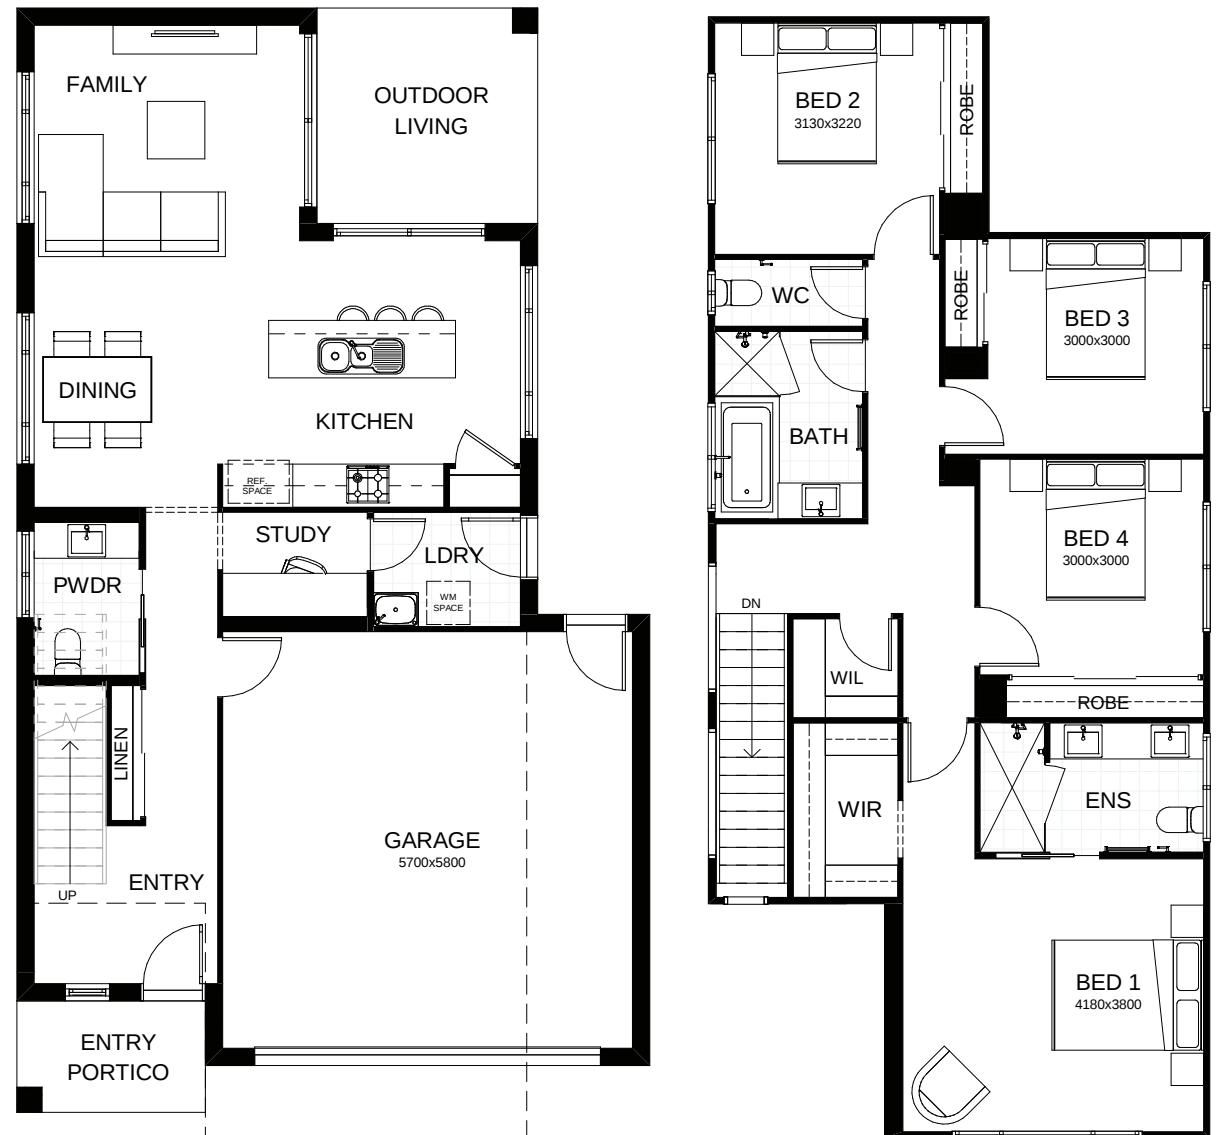 FAMILY
OUTDOOR
LIVING
DINING
KITCHEN
REF.
SPACE
STUDY
LDRY
WM
SPACE
PWDR
LINEN
UP
ENTRY
GARAGE
5700x5800
ENTRY
PORTICO
BED 2
3130x3220
ROBE
WC
ROBE
BED 3
3000x3000
BATH
BED 4
3000x3000
DN
WIL
ROBE
WIR
ENS
BED 1
4180x3800